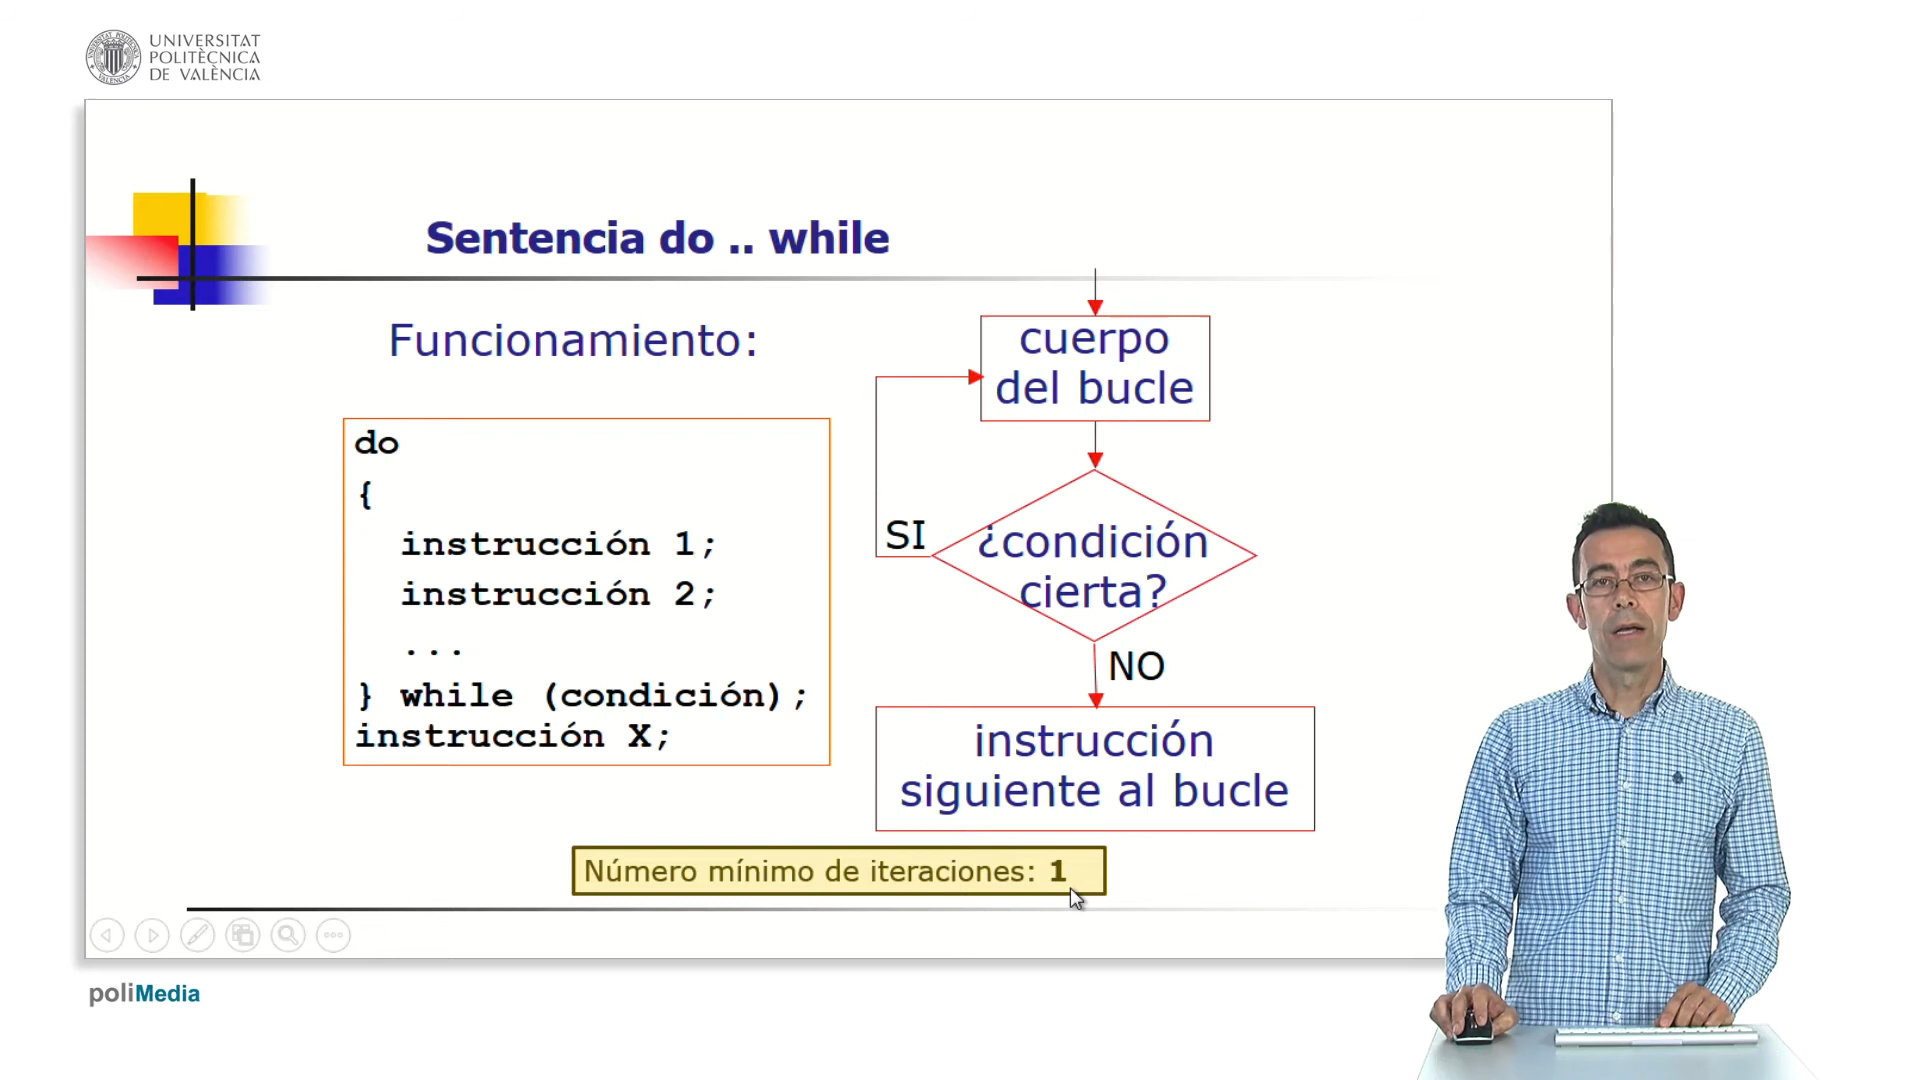 UNIVERSITAT
POLITÈCNICA
DE VALÈNCIA
Sentencia do .. while
Funcionamiento:
do
{
instrucción 1;
instrucción 2;
...
} while (condición);
instrucción X;
cuerpo
del bucle
SI
¿condición
cierta?
NO
instrucción
siguiente al bucle
Número mínimo de iteraciones: 1
poliMedia